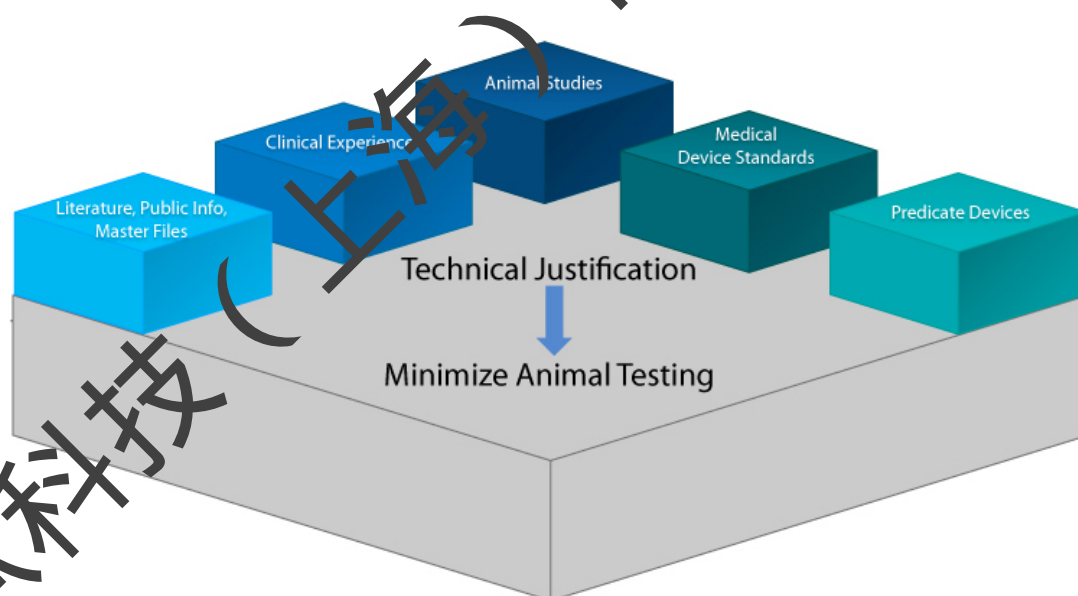 Animal Studies
Clinical Experience
Medical
Device Standards
Literature, Public Info,
Master Files
Predicate Devices
Technical Justification
Minimize Animal Testing
科技（上海）